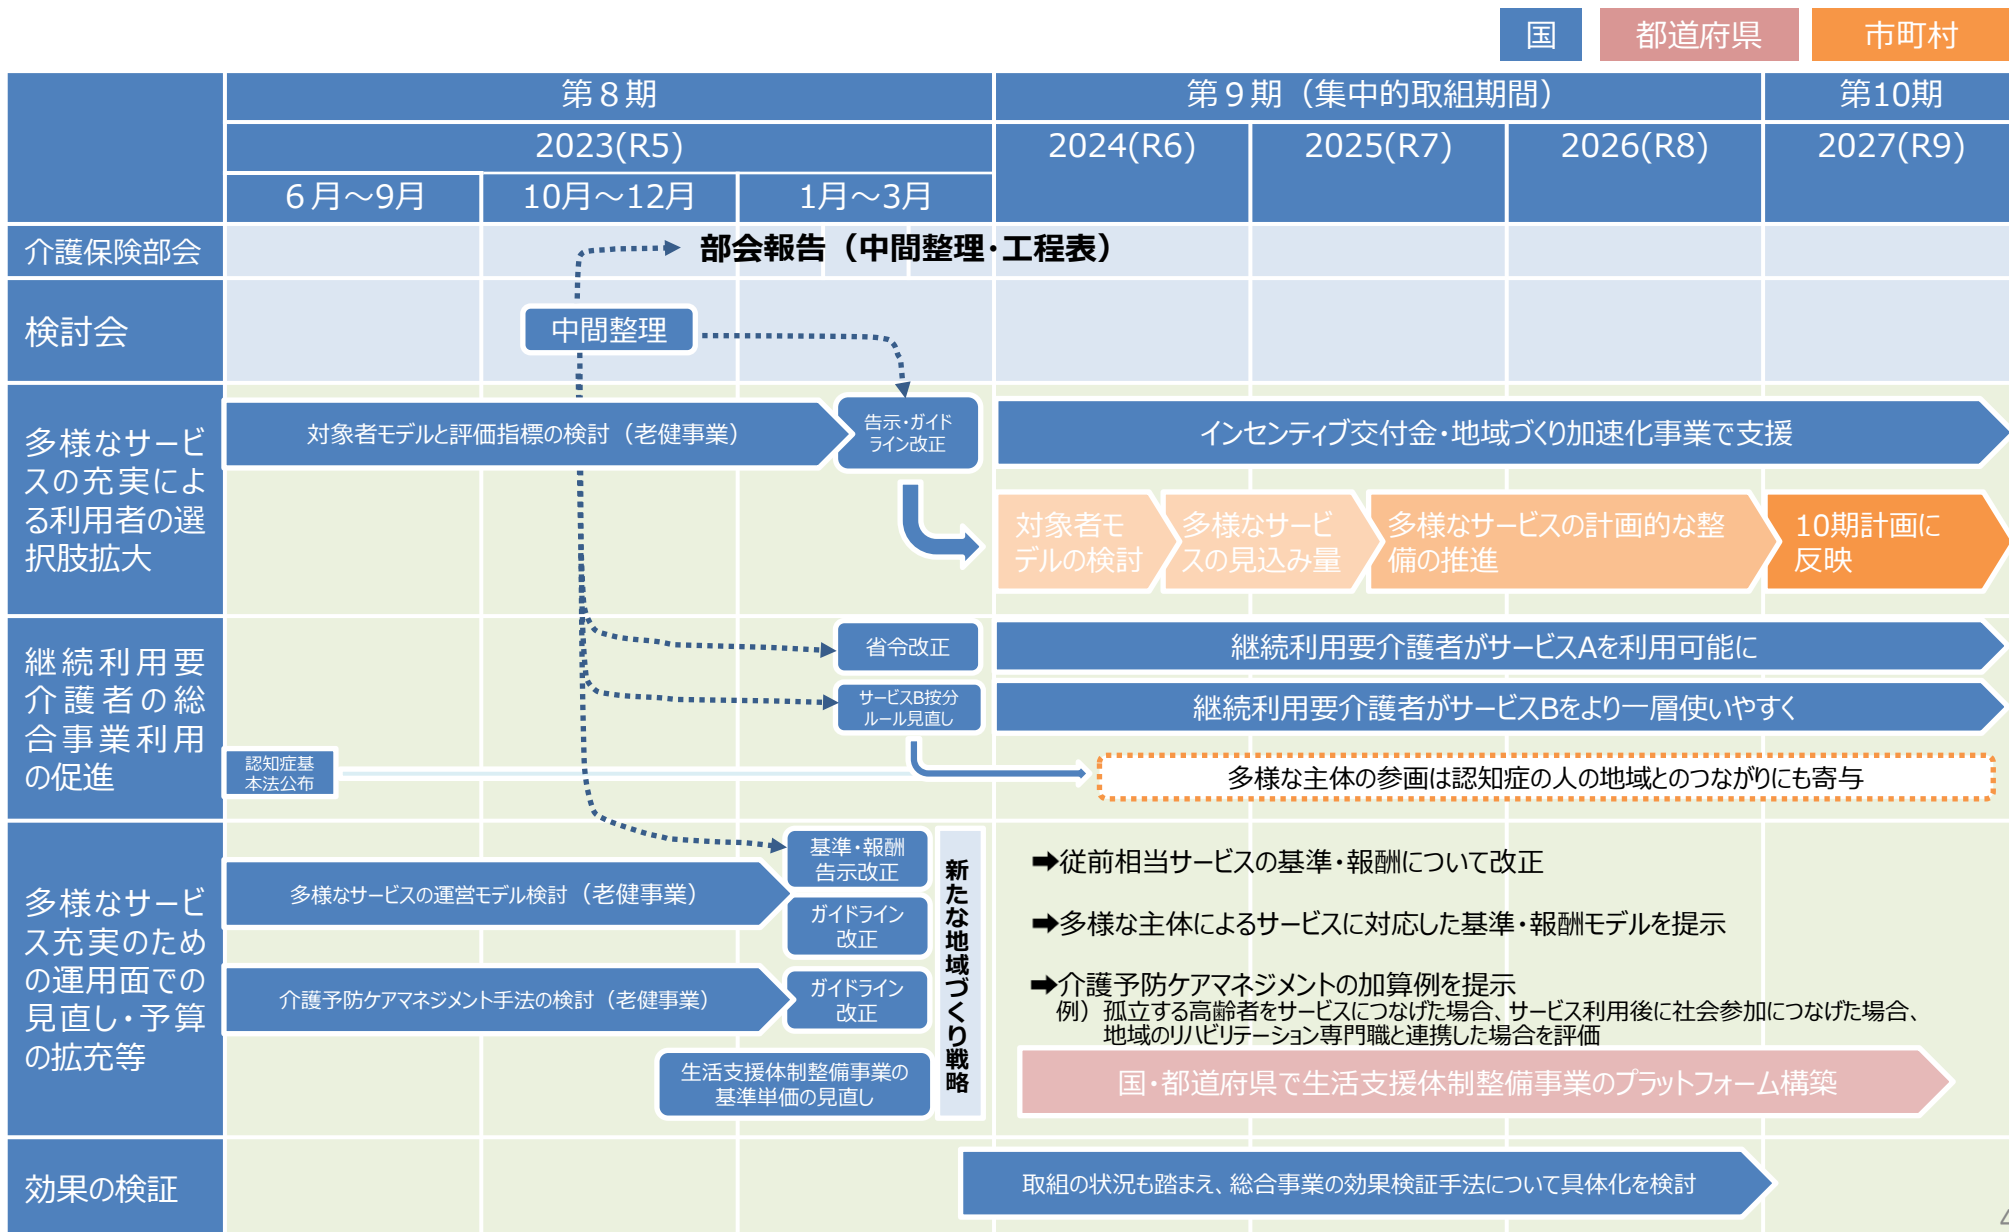 国
都道府県
市町村
第８期
第９期（集中的取組期間）
第10期
2023(R5)
2024(R6)
2025(R7)
2026(R8)
2027(R9)
６月～9月
10月～12月
1月～3月
介護保険部会
部会報告（中間整理・工程表）
検討会
中間整理
多様なサービ
スの充実によ
る利用者の選
択肢拡大
対象者モデルと評価指標の検討（老健事業）
告示・ガイド
ライン改正
インセンティブ交付金・地域づくり加速化事業で支援
対象者モ
デルの検討
多様なサービ
スの見込み量
多様なサービスの計画的な整
備の推進
10期計画に
反映
継続利用要
介護者の総
合事業利用
の促進
省令改正
継続利用要介護者がサービスAを利用可能に
サービスB按分
ルール見直し
継続利用要介護者がサービスBをより一層使いやすく
認知症基
本法公布
多様な主体の参画は認知症の人の地域とのつながりにも寄与
多様なサービ
ス充実のため
の運用面での
見直し・予算
の拡充等
多様なサービスの運営モデル検討（老健事業）
基準・報酬
告示改正
ガイドライン
改正
介護予防ケアマネジメント手法の検討（老健事業）
ガイドライン
改正
生活支援体制整備事業の
基準単価の見直し
新たな地域づくり戦略
➡従前相当サービスの基準・報酬について改正
➡多様な主体によるサービスに対応した基準・報酬モデルを提示
➡介護予防ケアマネジメントの加算例を提示
例）孤立する高齢者をサービスにつなげた場合、サービス利用後に社会参加につなげた場合、
地域のリハビリテーション専門職と連携した場合を評価
国・都道府県で生活支援体制整備事業のプラットフォーム構築
効果の検証
取組の状況も踏まえ、総合事業の効果検証手法について具体化を検討